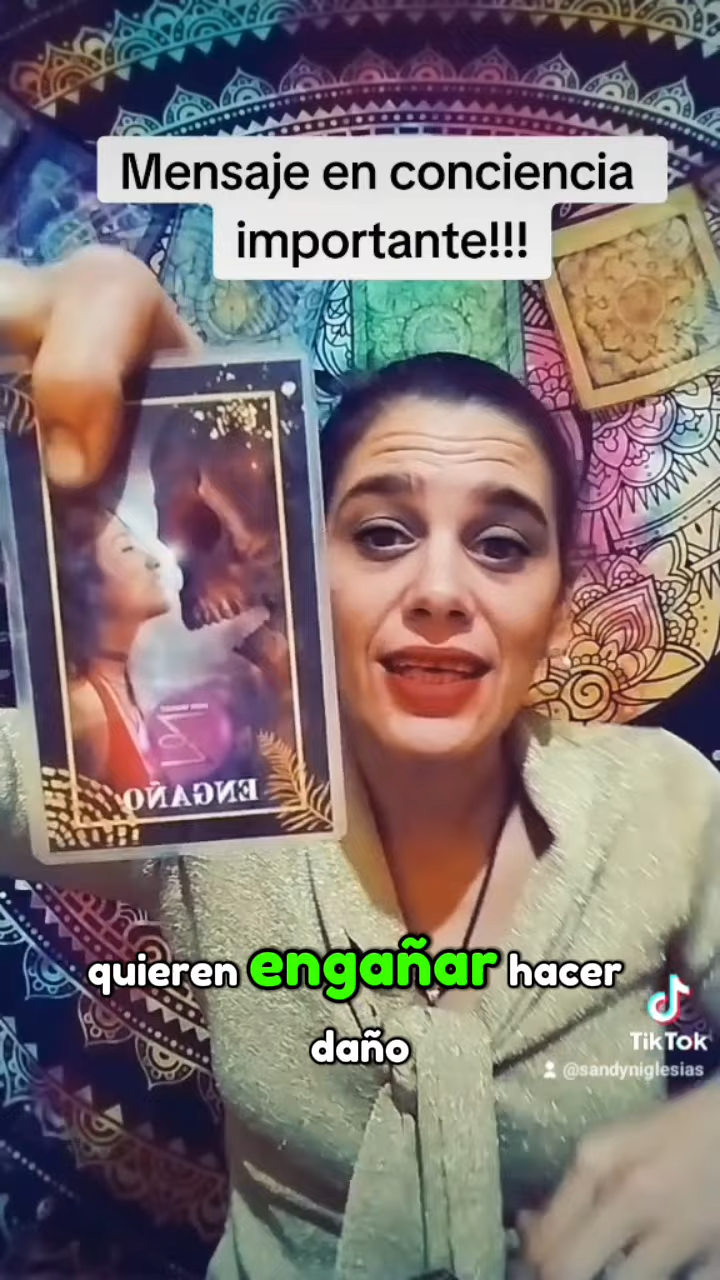 Mensaje en conciencia
importante!!!
ENGAÑO
quieren engañar hacer
daño
TikTok
@sandyniglesias